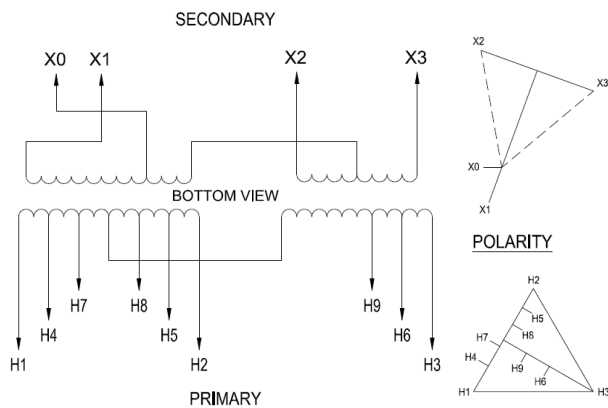 SECONDARY
X0 X1 X2 X3
BOTTOM VIEW
H7 H8 H9
H4 H5 H6
H1 H2 H3
PRIMARY
X2
X3
X0
X1
POLARITY
H2
H5
H8
H7
H4 H9
H6
H1 H3